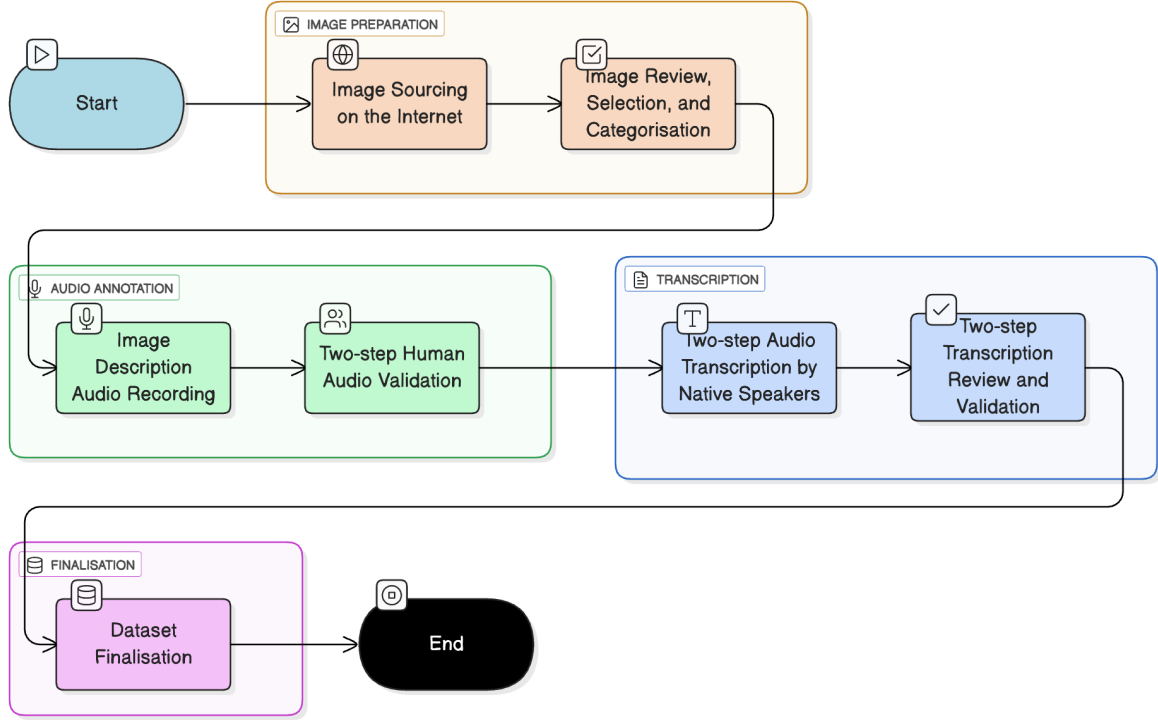 IMAGE PREPARATION
Start
Image Sourcing
on the Internet
Image Review,
Selection, and
Categorisation
AUDIO ANNOTATION
Image
Description
Audio Recording
Two-step Human
Audio Validation
TRANSCRIPTION
Two-step Audio
Transcription by
Native Speakers
Two-step
Transcription
Review and
Validation
FINALISATION
Dataset
Finalisation
End